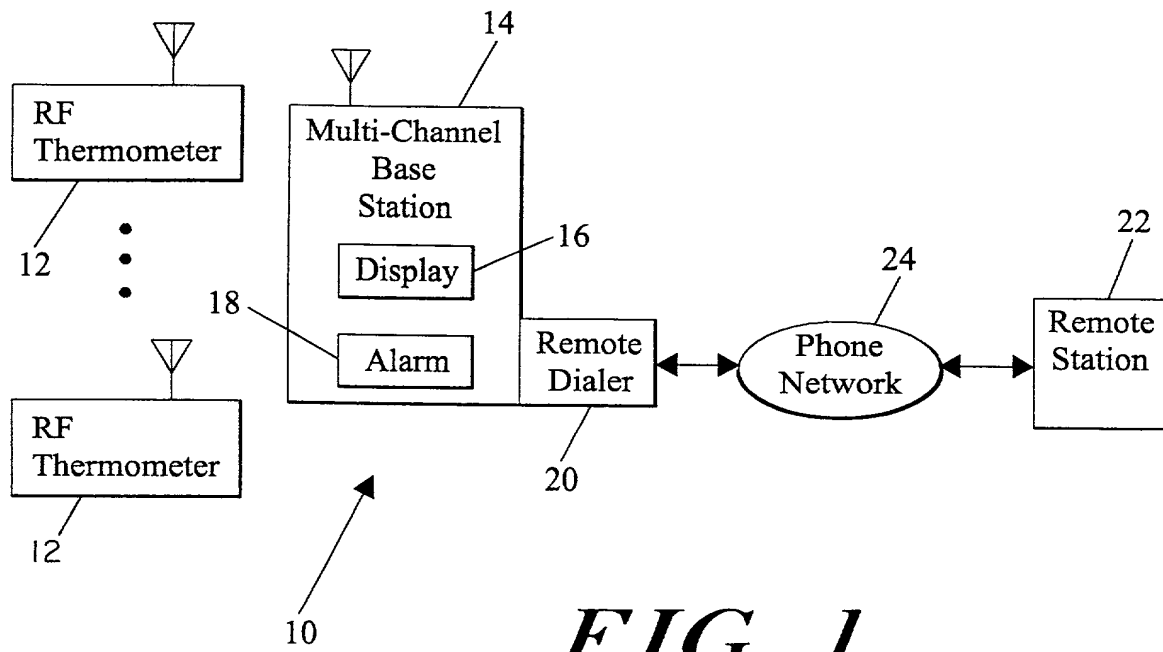 14
RF
Thermometer
Multi-Channel
Base
Station
12
16
Display
22
24
18
Alarm
Remote
Dialer
Phone
Network
Remote
Station
RF
Thermometer
20
12
10
FIG. 1